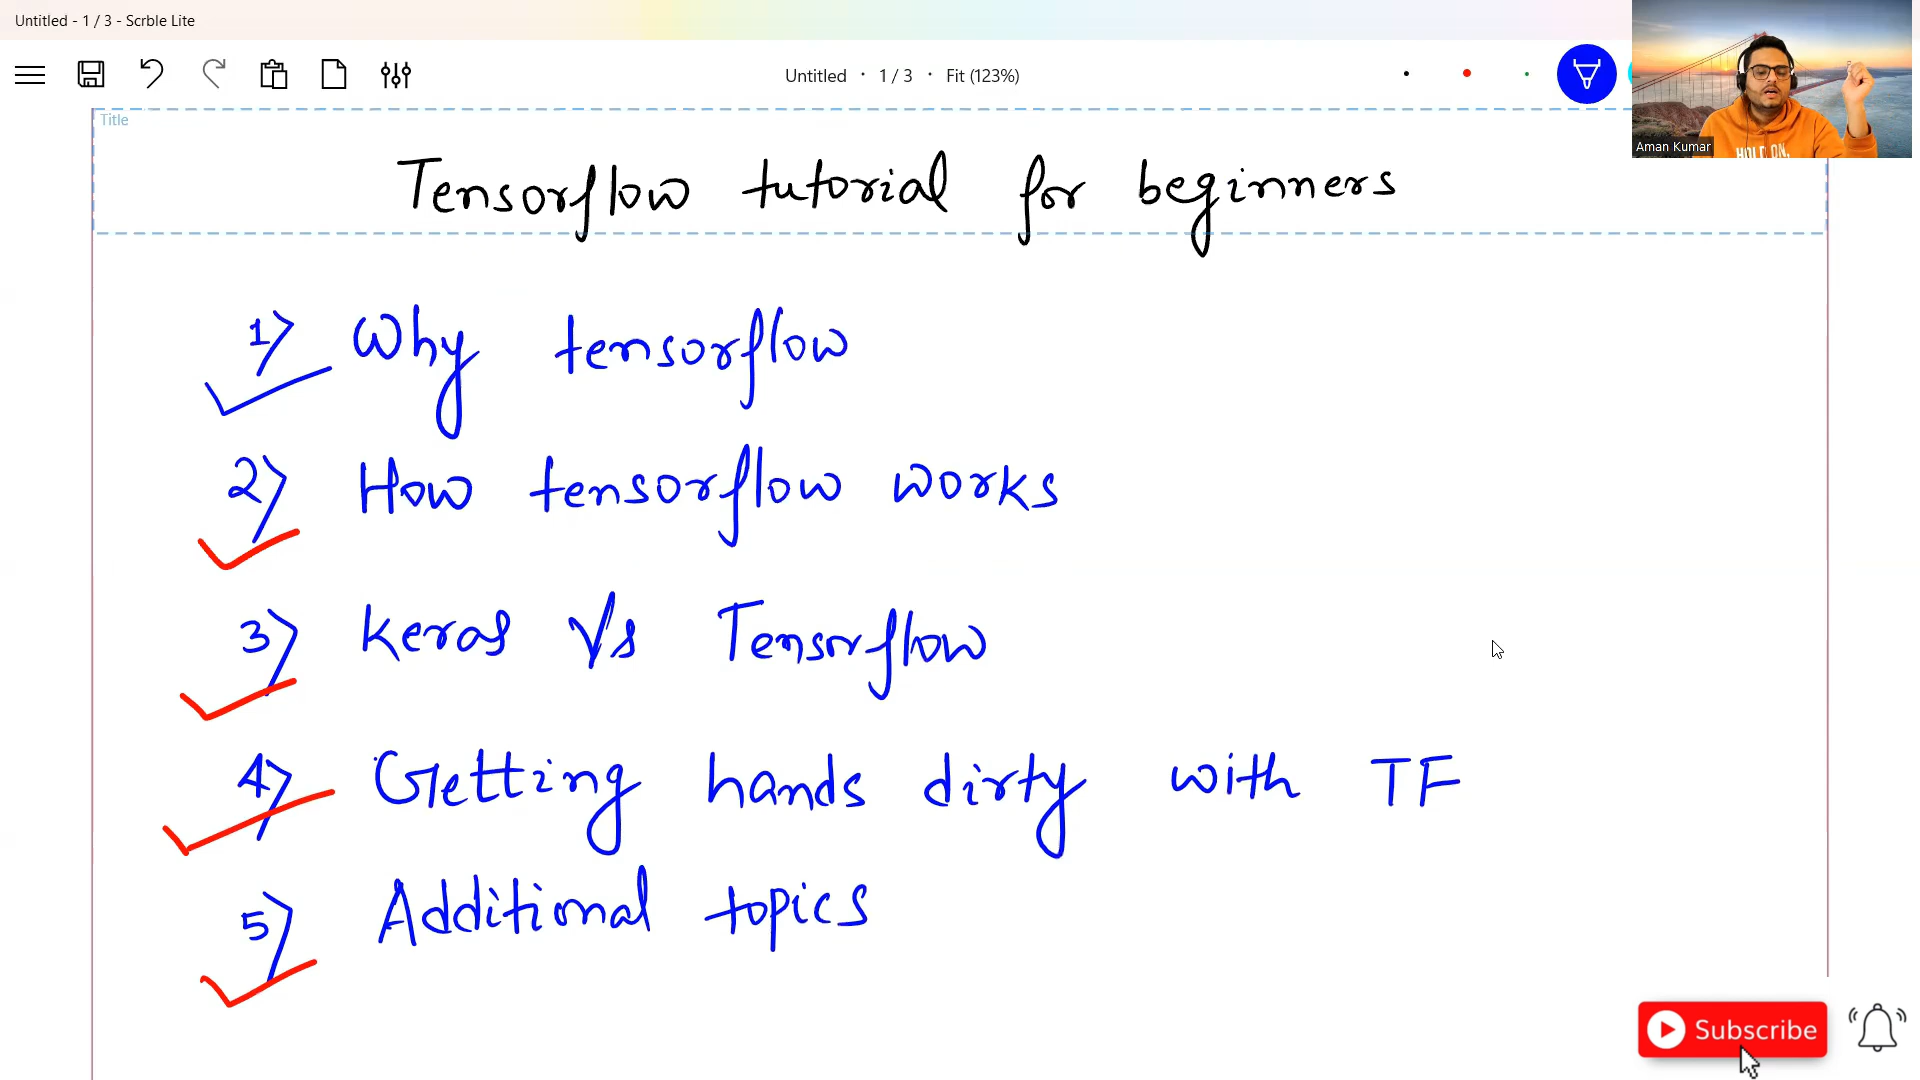 Untitled - 1 / 3 - Scrble Lite
Untitled • 1 / 3 • Fit (123%)
HOLD ON,
Aman Kumar
Title
Tensorflow tutorial for beginners
1) Why tensorflow
2) How tensorflow works
3) Keras Vs Tensorflow
4) Getting hands dirty with TF
5) Additional topics
Subscribe